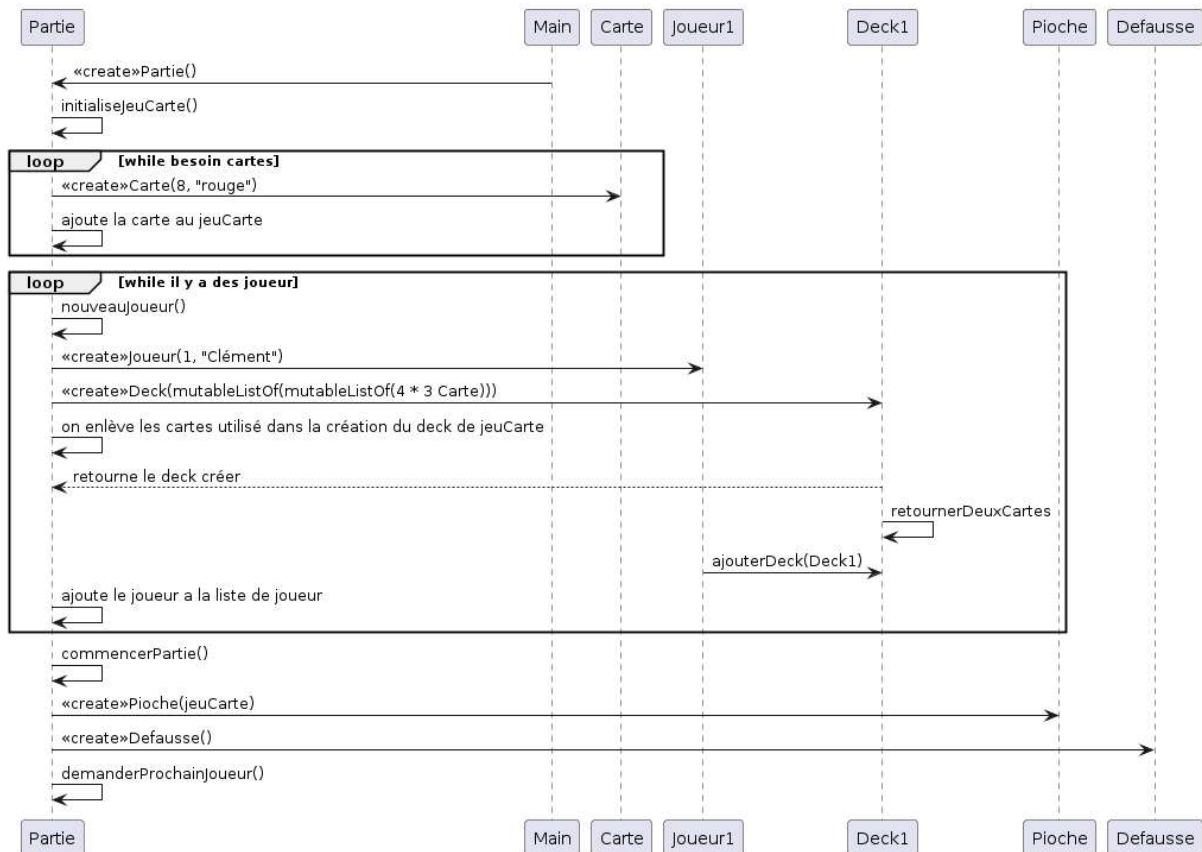 Partie Main Carte Joueur1 Deck1 Pioche Defausse
«create»Partie()
initialiseJeuCarte()
loop [while besoin cartes]
«create»Carte(8, "rouge")
ajoute la carte au jeuCarte
loop [while il y a des joueur]
nouveauJoueur()
«create»Joueur(1, "Clément")
«create»Deck(mutableListOf(mutableListOf(4 * 3 Carte)))
on enlève les cartes utilisé dans la création du deck de jeuCarte
retourne le deck créer
retournerDeuxCartes
ajouterDeck(Deck1)
ajoute le joueur a la liste de joueur
commencerPartie()
«create»Pioche(jeuCarte)
«create»Defausse()
demanderProchainJoueur()
Partie Main Carte Joueur1 Deck1 Pioche Defausse